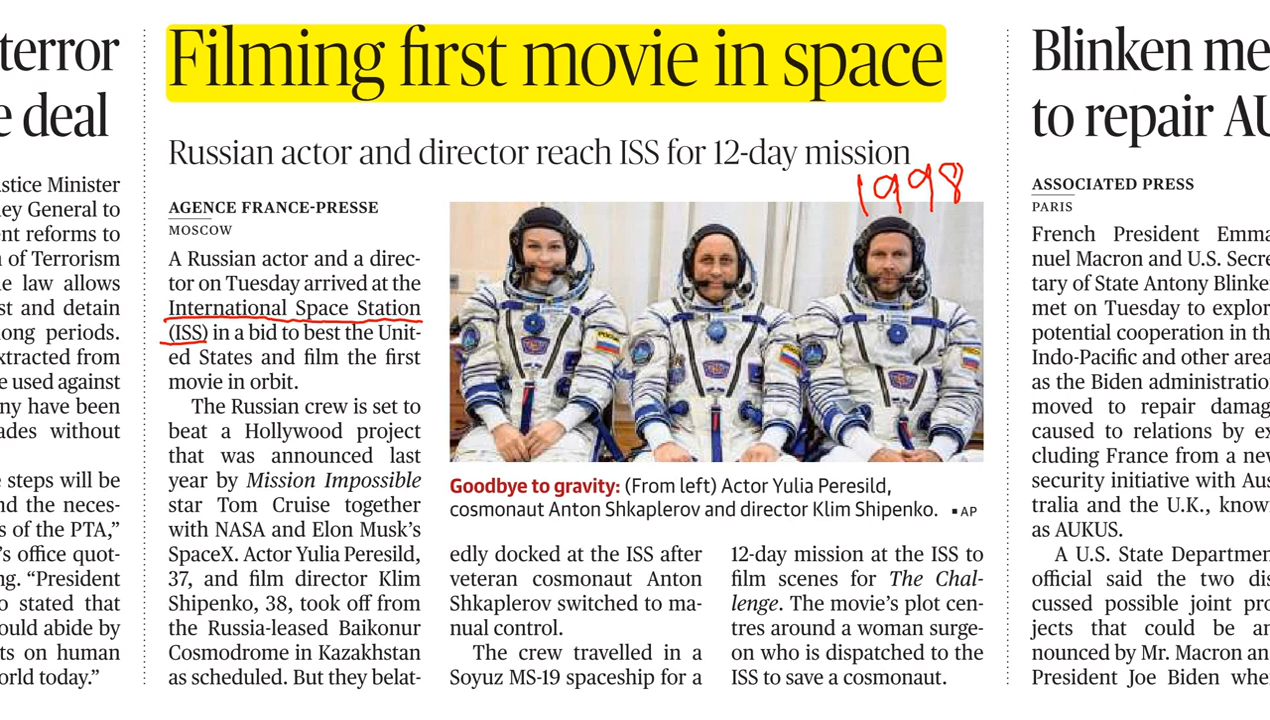 terror
e deal
stice Minister
ey General to
ent reforms to
n of Terrorism
e law allows
st and detain
long periods.
xtracted from
e used against
ny have been
ades without
e steps will be
nd the neces-
s of the PTA,”
’s office quot-
ng. “President
o stated that
ould abide by
ts on human
orld today.”
Filming first movie in space
Russian actor and director reach ISS for 12-day mission
1998
AGENCE FRANCE-PRESSE
MOSCOW
A Russian actor and a direc-
tor on Tuesday arrived at the
International Space Station
(ISS) in a bid to best the Unit-
ed States and film the first
movie in orbit.
The Russian crew is set to
beat a Hollywood project
that was announced last
year by Mission Impossible
star Tom Cruise together
with NASA and Elon Musk’s
SpaceX. Actor Yulia Peresild,
37, and film director Klim
Shipenko, 38, took off from
the Russia-leased Baikonur
Cosmodrome in Kazakhstan
as scheduled. But they belat-
Goodbye to gravity: (From left) Actor Yulia Peresild,
cosmonaut Anton Shkaplerov and director Klim Shipenko. ▪ AP
edly docked at the ISS after
veteran cosmonaut Anton
Shkaplerov switched to ma-
nual control.
The crew travelled in a
Soyuz MS-19 spaceship for a
12-day mission at the ISS to
film scenes for The Chal-
lenge. The movie’s plot cen-
tres around a woman surge-
on who is dispatched to the
ISS to save a cosmonaut.
Blinken me
to repair AU
ASSOCIATED PRESS
PARIS
French President Emma
nuel Macron and U.S. Secre
tary of State Antony Blinke
met on Tuesday to explor
potential cooperation in th
Indo-Pacific and other area
as the Biden administratio
moved to repair damag
caused to relations by ex
cluding France from a new
security initiative with Aus
tralia and the U.K., know
as AUKUS.
A U.S. State Departmen
official said the two dis
cussed possible joint pro
jects that could be an
nounced by Mr. Macron an
President Joe Biden whe